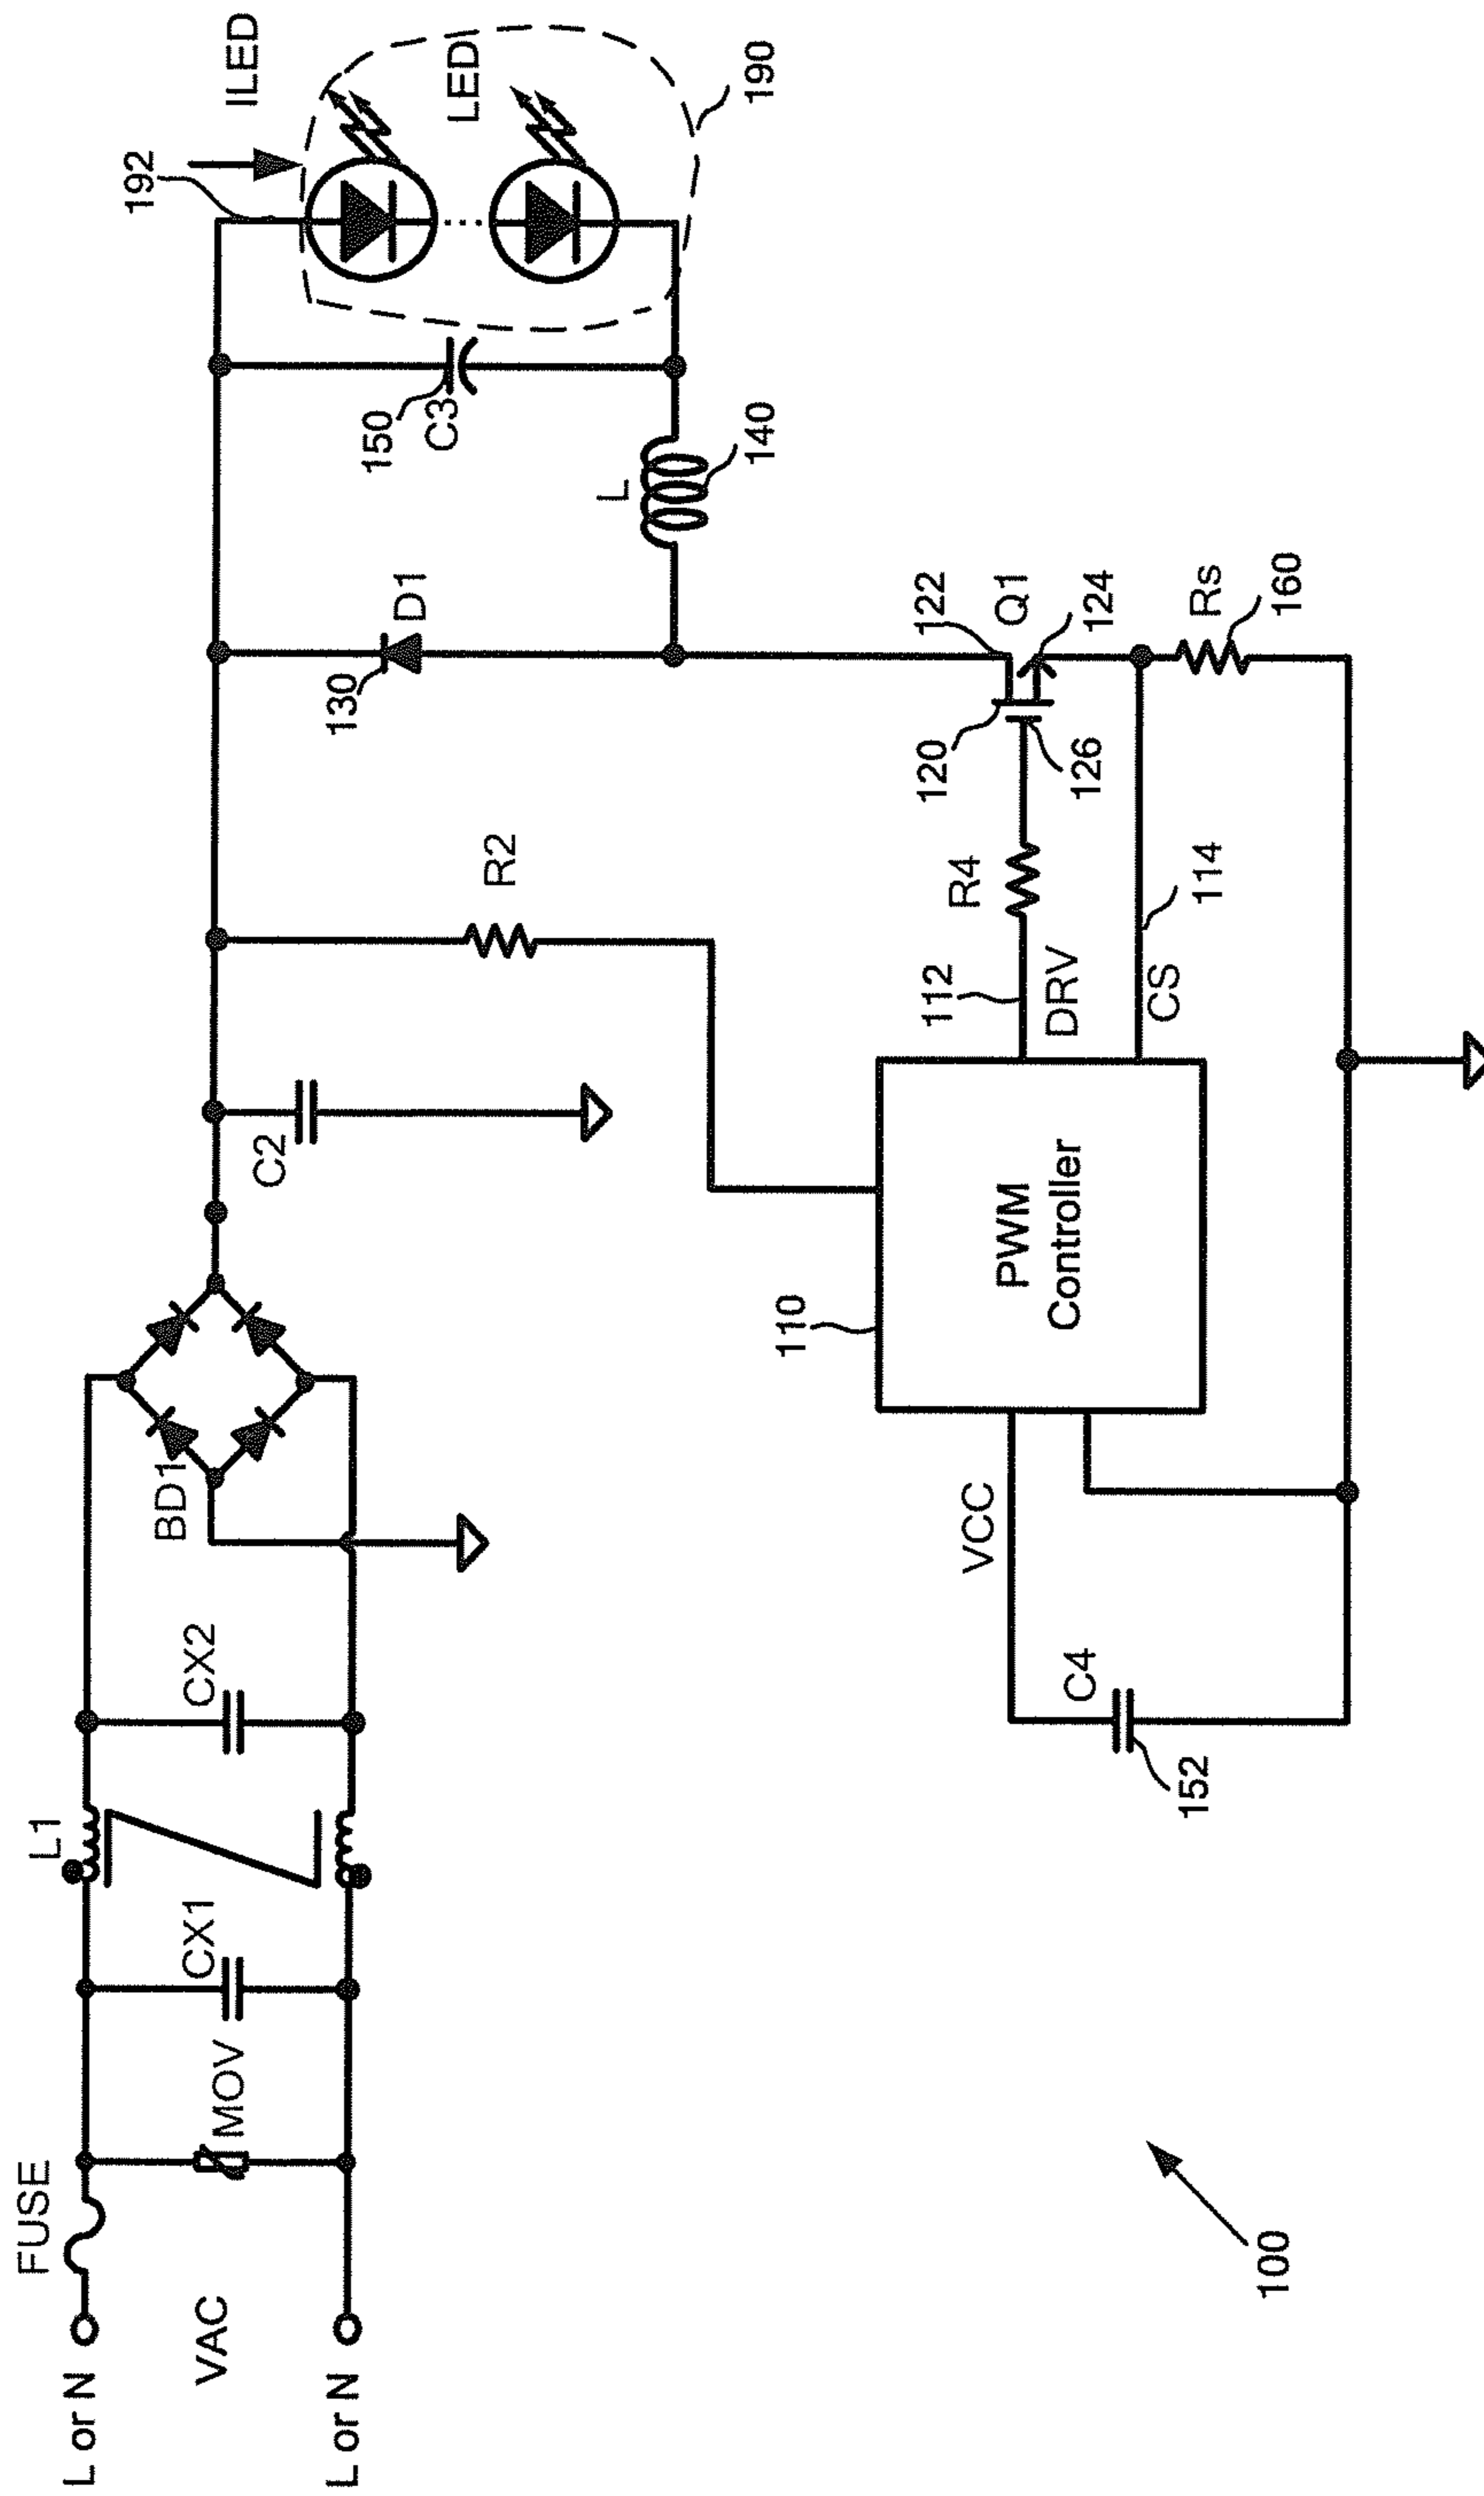 L or N
FUSE
VAC
L or N
MOV
CX1
L1
CX2
BD1
C2
R2
130
D1
150
C3
L
140
192
ILED
LED
190
VCC
C4
152
110
PWM
Controller
112
DRV
R4
CS
114
120
122
Q1
124
126
Rs
160
100